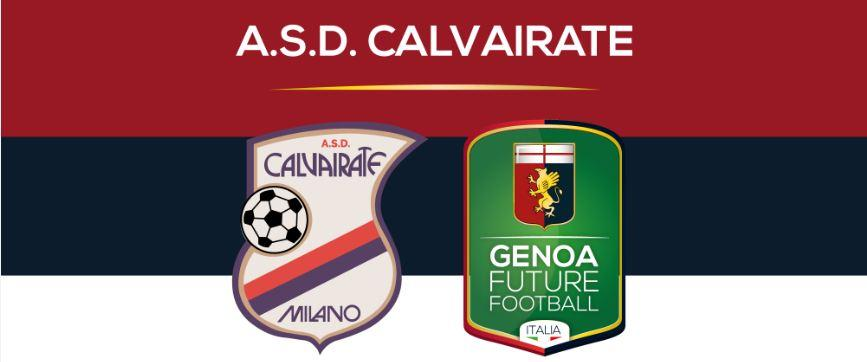 A.S.D. CALVAIRATE
A.S.D.
CALVAIRATE
MILANO
GENOA
FUTURE
FOOTBALL
ITALIA